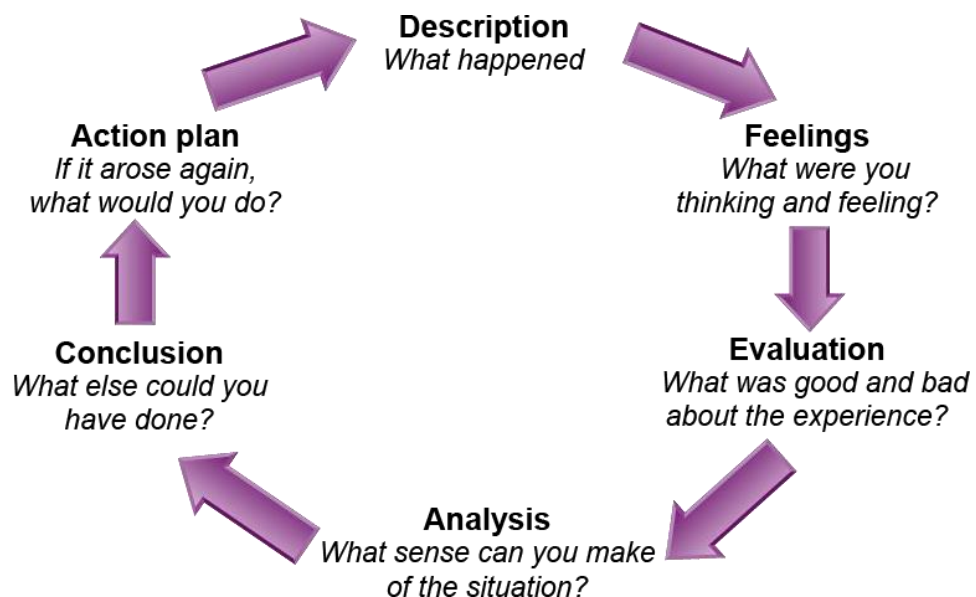 Description
What happened
Feelings
What were you
thinking and feeling?
Evaluation
What was good and bad
about the experience?
Analysis
What sense can you make
of the situation?
Conclusion
What else could you
have done?
Action plan
If it arose again,
what would you do?